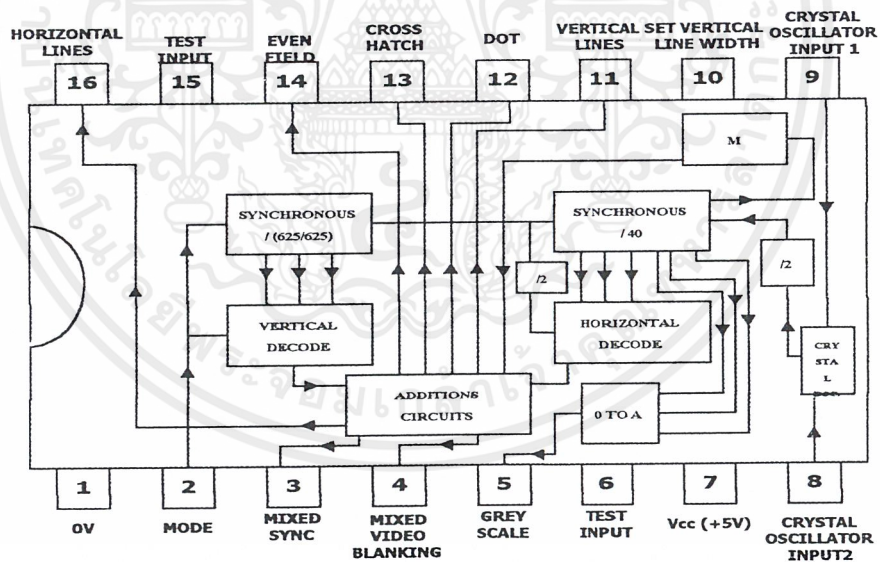 HORIZONTAL LINES
TEST INPUT
EVEN FIELD
CROSS HATCH
DOT
VERTICAL LINES
SET VERTICAL LINE WIDTH
CRYSTAL OSCILLATOR INPUT 1
16
15
14
13
12
11
10
9
M
SYNCHRONOUS
/ (625/625)
SYNCHRONOUS
/ 40
/2
/2
VERTICAL
DECODE
HORIZONTAL
DECODE
CRY
STA
L
ADDITIONS
CIRCUITS
0 TO A
1
2
3
4
5
6
7
8
0V
MODE
MIXED SYNC
MIXED VIDEO BLANKING
GREY SCALE
TEST INPUT
Vcc (+5V)
CRYSTAL OSCILLATOR INPUT2